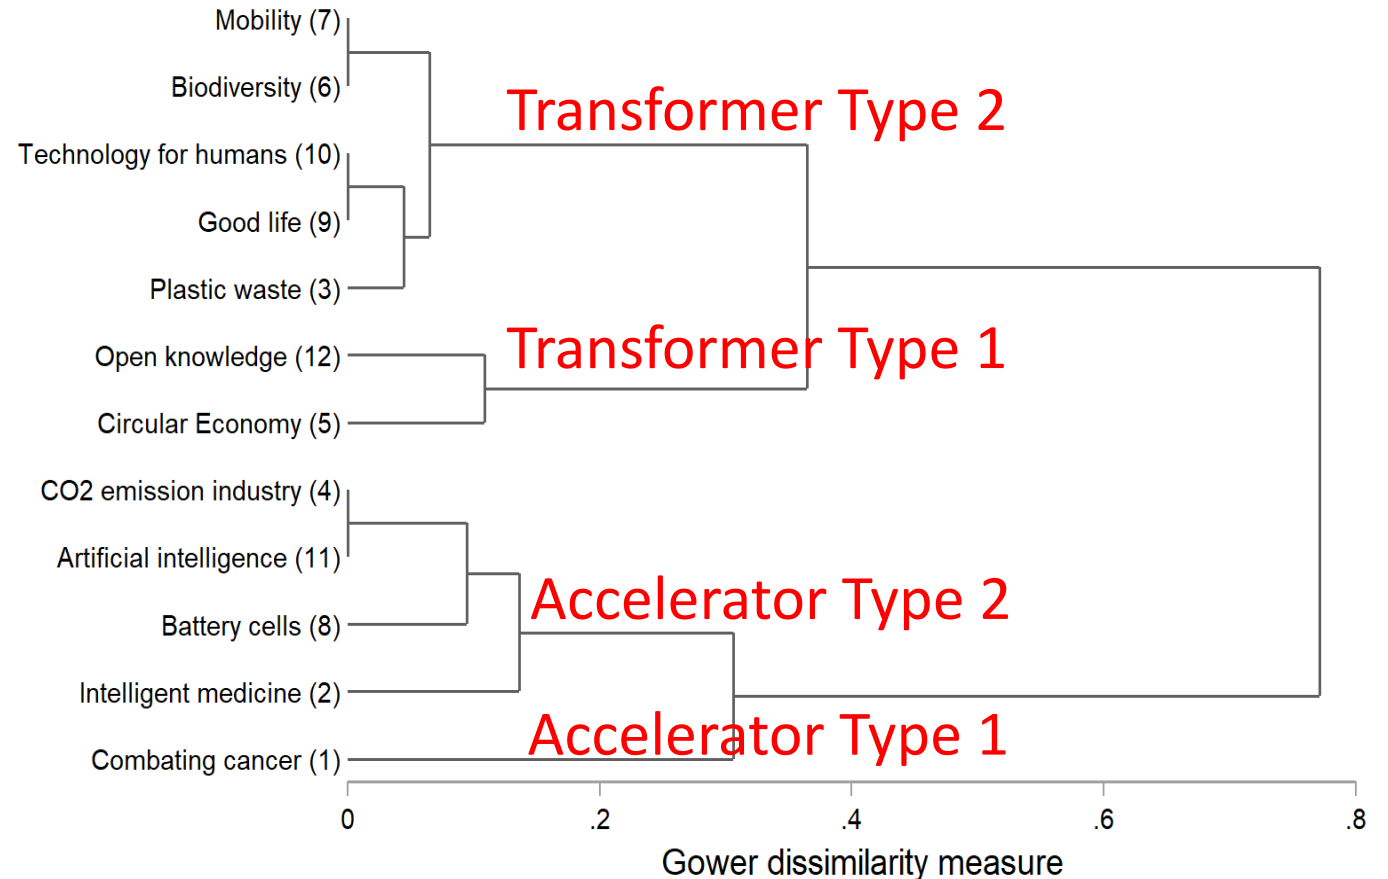 Mobility (7)
Biodiversity (6)
Transformer Type 2
Technology for humans (10)
Good life (9)
Plastic waste (3)
Open knowledge (12)
Transformer Type 1
Circular Economy (5)
CO2 emission industry (4)
Artificial intelligence (11)
Accelerator Type 2
Battery cells (8)
Intelligent medicine (2)
Accelerator Type 1
Combating cancer (1)
0 .2 .4 .6 .8
Gower dissimilarity measure